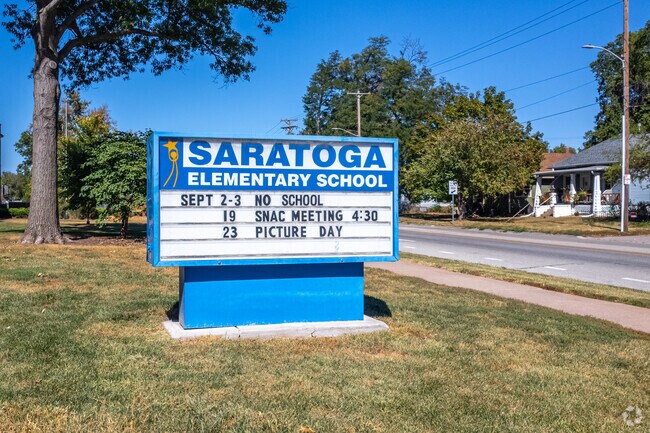 SARATOGA
ELEMENTARY SCHOOL
SEPT 2-3 NO SCHOOL
19 SNAC MEETING 4:30
23 PICTURE DAY